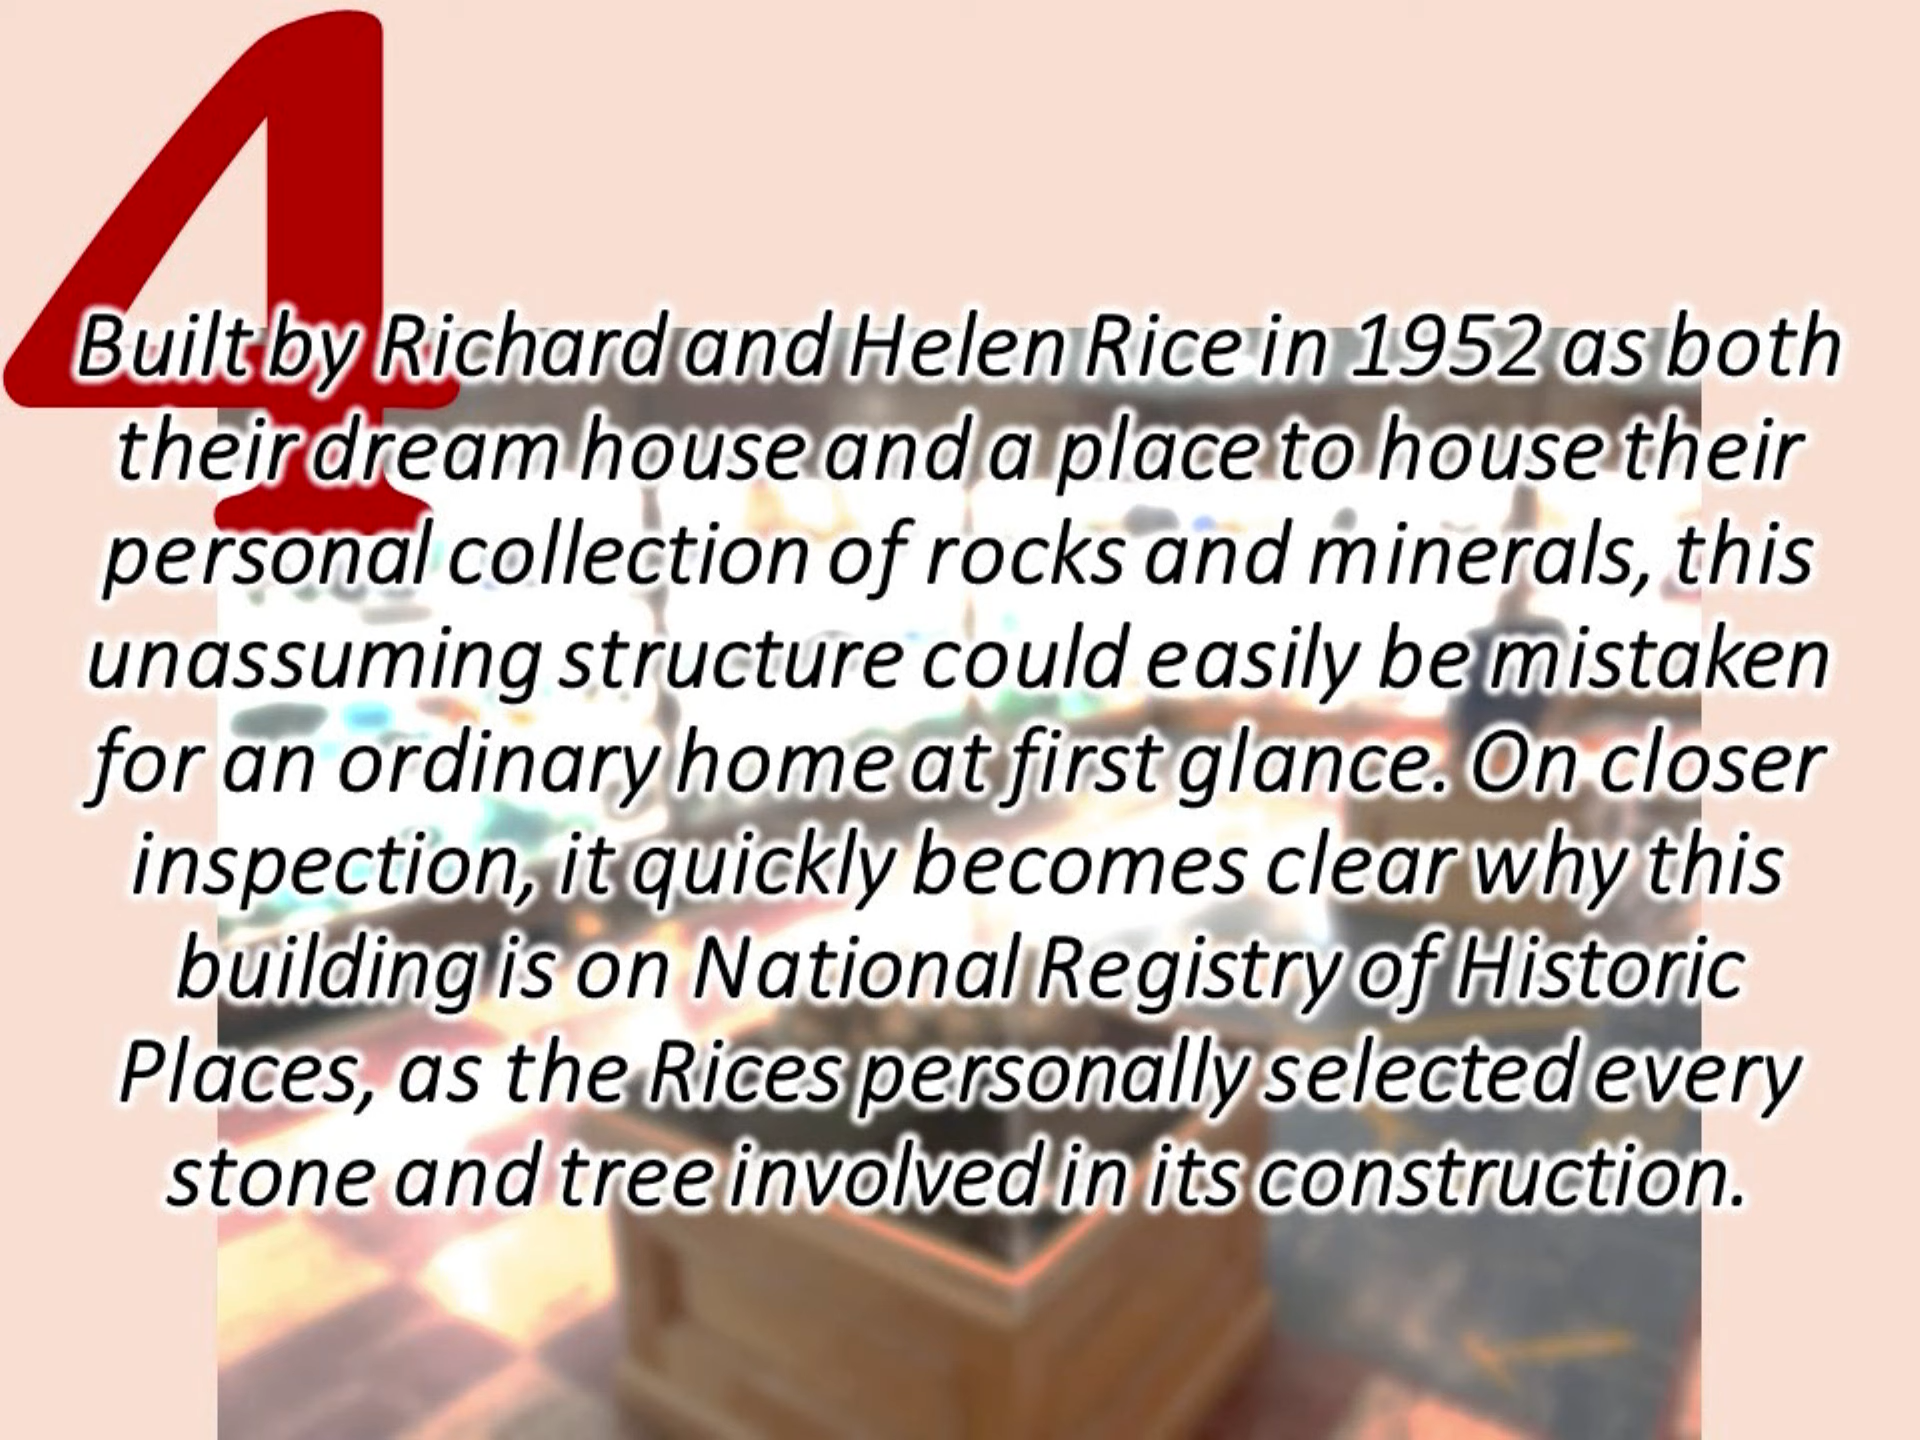 4
Built by Richard and Helen Rice in 1952 as both
their dream house and a place to house their
personal collection of rocks and minerals, this
unassuming structure could easily be mistaken
for an ordinary home at first glance. On closer
inspection, it quickly becomes clear why this
building is on National Registry of Historic
Places, as the Rices personally selected every
stone and tree involved in its construction.